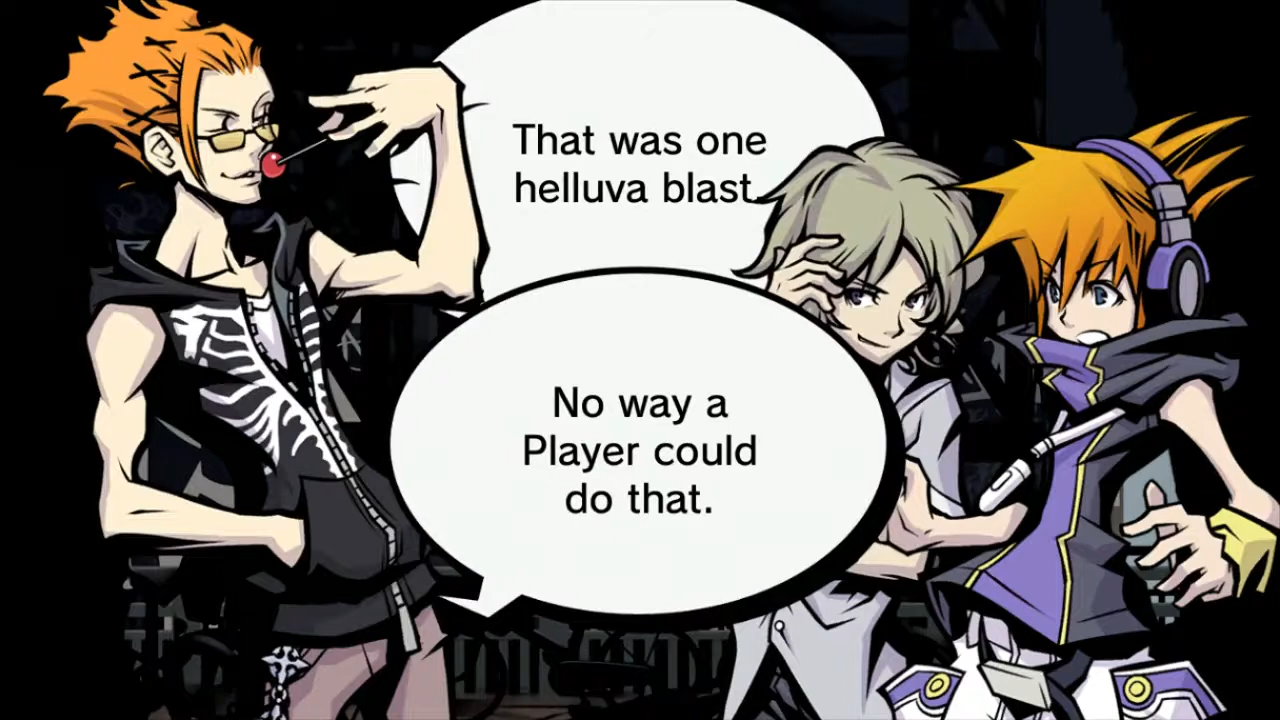 That was one
helluva blast.
No way a
Player could
do that.